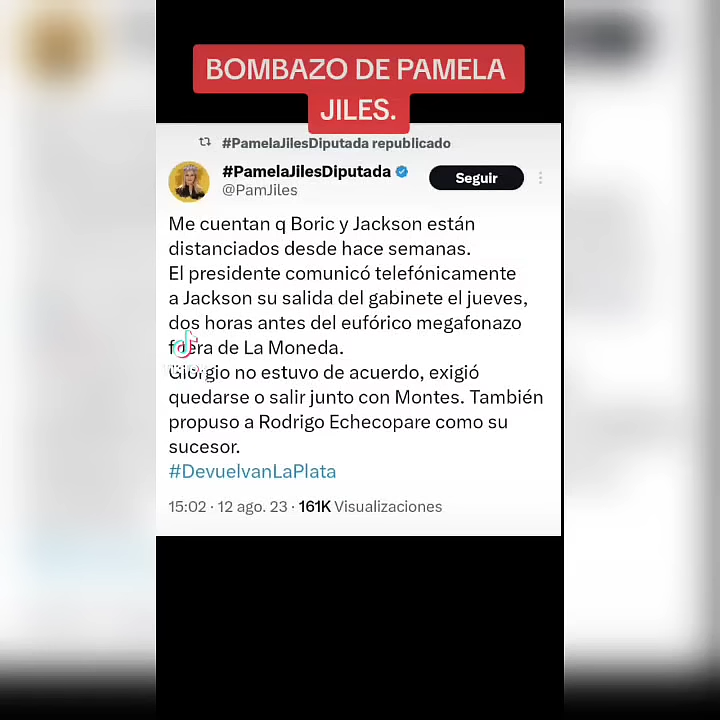 BOMBAZO DE PAMELA
JILES.
#PamelaJilesDiputada republicado
#PamelaJilesDiputada
@PamJiles
Seguir
Me cuentan q Boric y Jackson están
distanciados desde hace semanas.
El presidente comunicó telefónicamente
a Jackson su salida del gabinete el jueves,
dos horas antes del eufórico megafonazo
fuera de La Moneda.
Giorgio no estuvo de acuerdo, exigió
quedarse o salir junto con Montes. También
propuso a Rodrigo Echecopare como su
sucesor.
#DevuelvanLaPlata
15:02 · 12 ago. 23 · 161K Visualizaciones